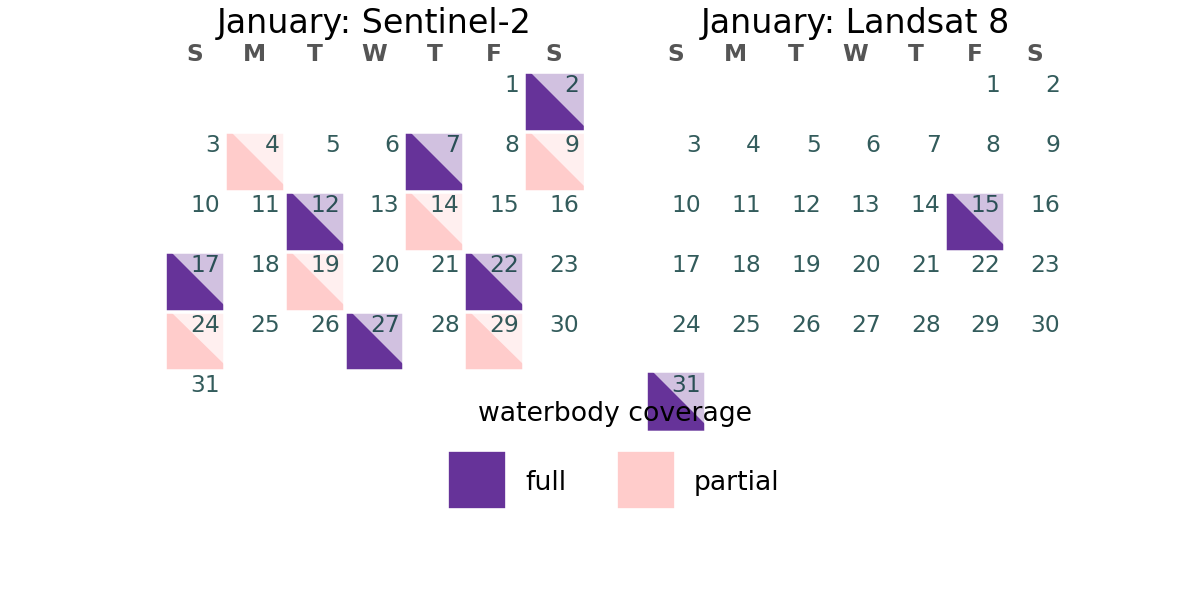 January: Sentinel-2
S M T W T F S
1 2
3 4 5 6 7 8 9
10 11 12 13 14 15 16
17 18 19 20 21 22 23
24 25 26 27 28 29 30
31
January: Landsat 8
S M T W T F S
1 2
3 4 5 6 7 8 9
10 11 12 13 14 15 16
17 18 19 20 21 22 23
24 25 26 27 28 29 30
31
waterbody coverage
full
partial